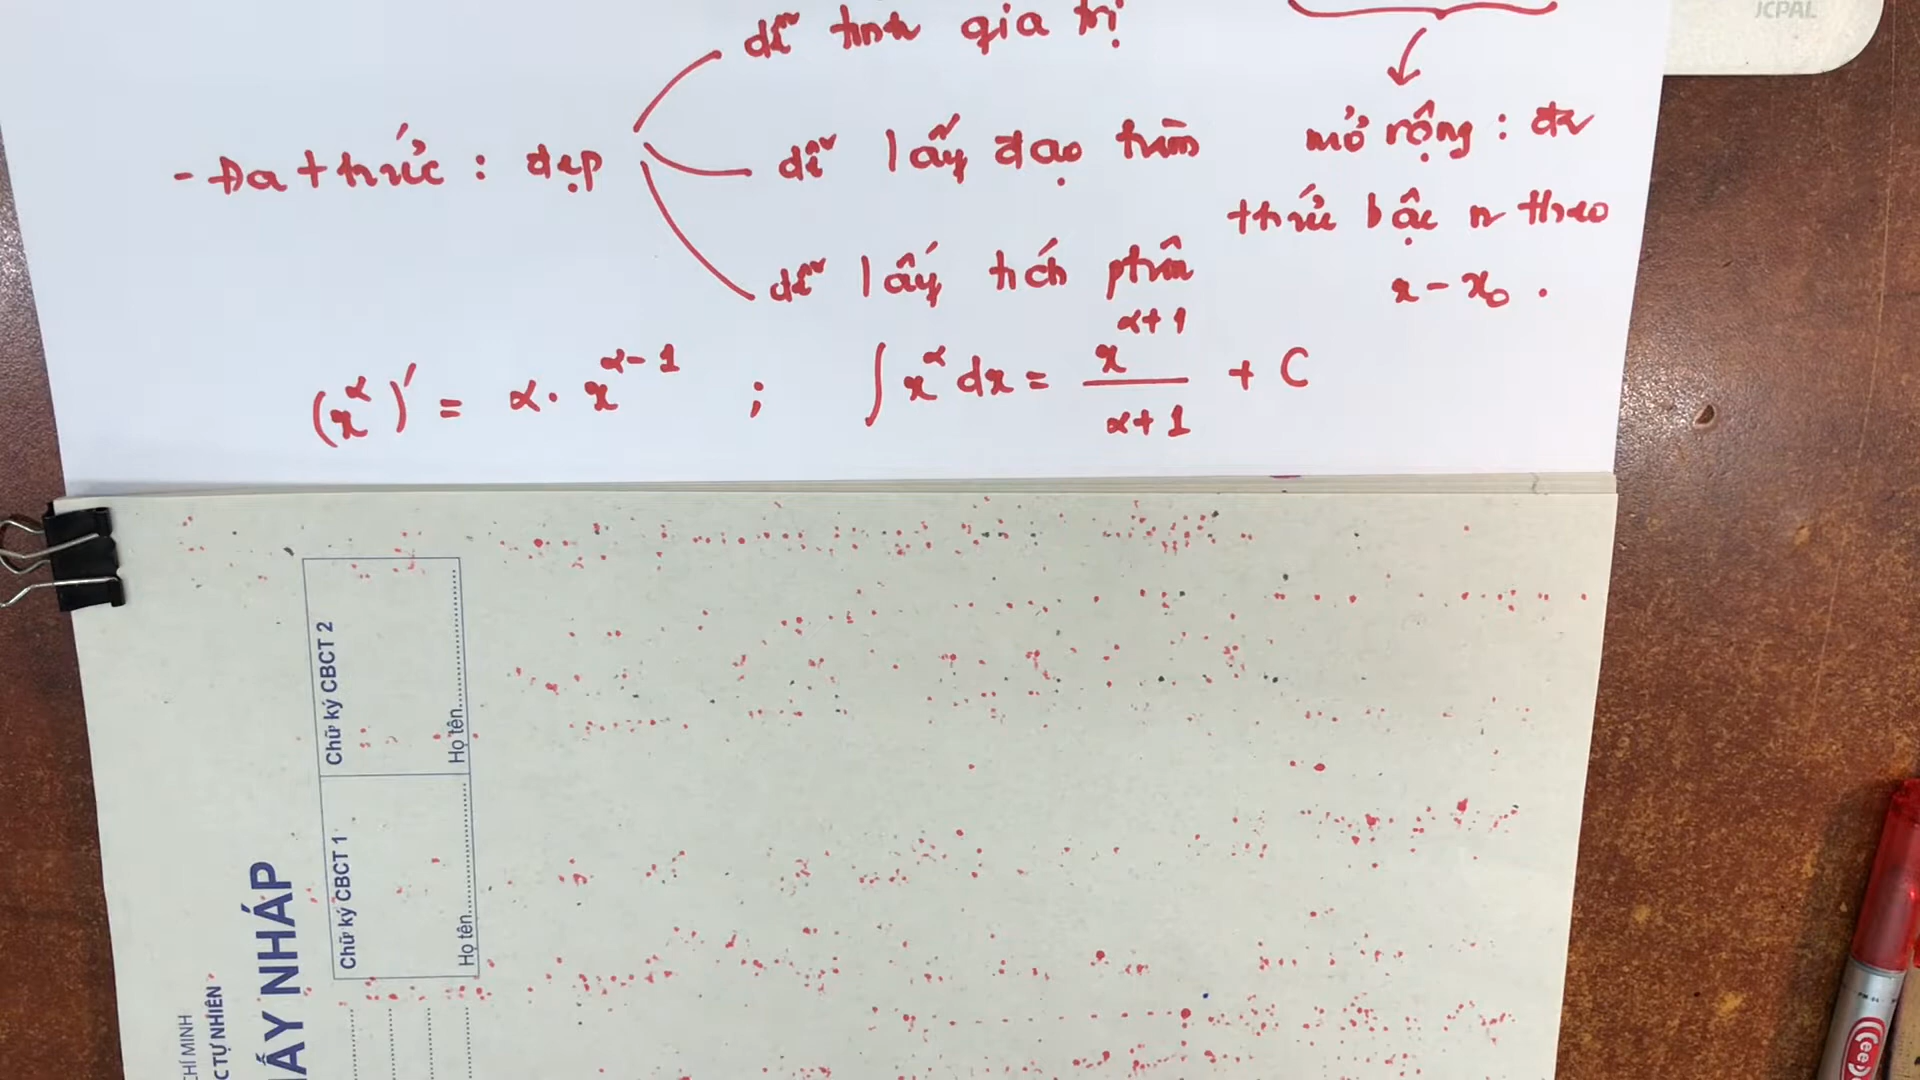 JCPAL
dễ tính giá trị
- Đa thức : đẹp
dễ lấy đạo hàm
dễ lấy tích phân
mở rộng : đa
thức bậc n theo
x - x₀ .
(x^α)' = α . x^(α-1) ; ∫ x^α dx = x^(α+1) / (α+1) + C
Chữ ký CBCT 2
Họ tên
Chữ ký CBCT 1
Họ tên
ẤY NHÁP
C TỰ NHIÊN
CHÍ MINH